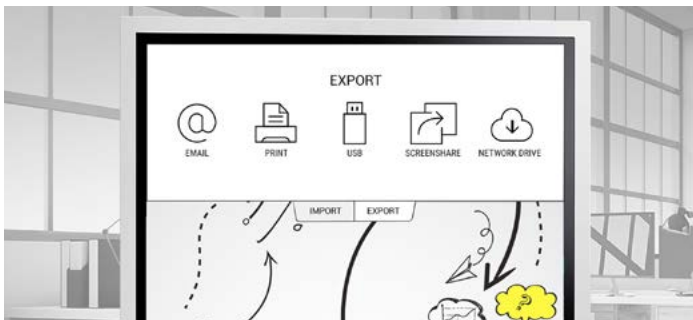 EXPORT
EMAIL PRINT USB SCREENSHARE NETWORK DRIVE
IMPORT EXPORT
?